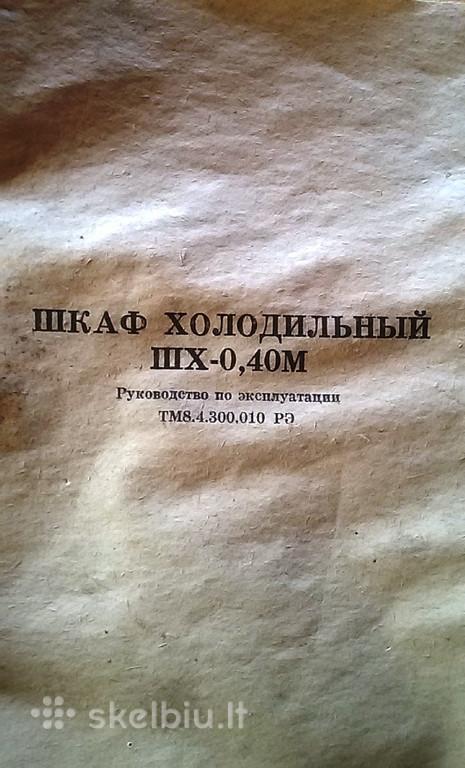 ШКАФ ХОЛОДИЛЬНЫЙ
ШХ-0,40М
Руководство по эксплуатации
ТМ8.4.300.010 РЭ
skelbiu.lt